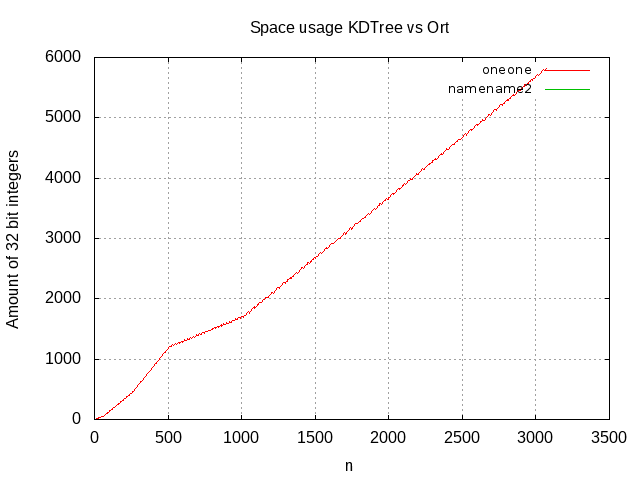 Space usage KDTree vs Ort
6000
oneone
namename2
5000
4000
3000
2000
1000
0
Amount of 32 bit integers
0 500 1000 1500 2000 2500 3000 3500
n